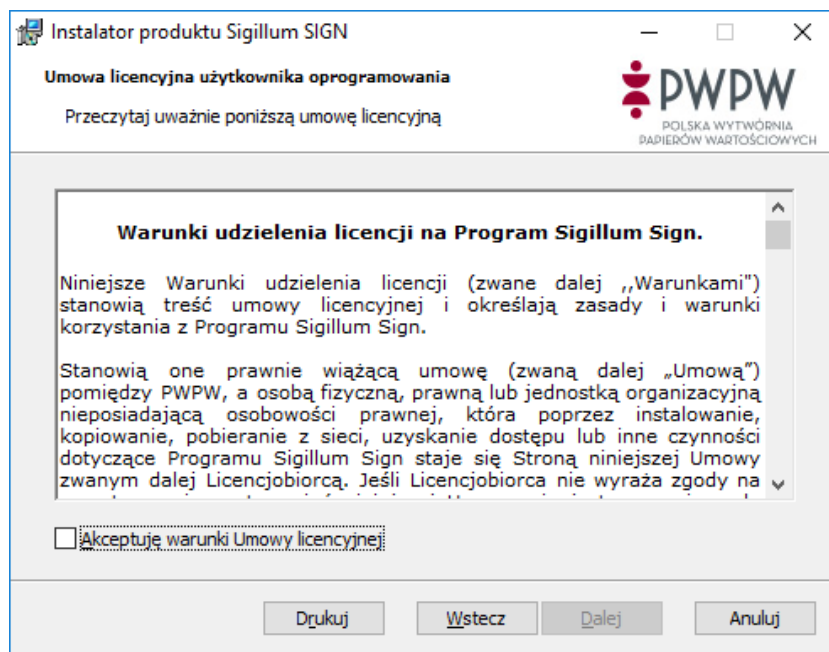 Instalator produktu Sigillum SIGN
Umowa licencyjna użytkownika oprogramowania
Przeczytaj uważnie poniższą umowę licencyjną
PWPW
POLSKA WYTWÓRNIA
PAPIERÓW WARTOŚCIOWYCH
Warunki udzielenia licencji na Program Sigillum Sign.
Niniejsze Warunki udzielenia licencji (zwane dalej ,,Warunkami")
stanowią treść umowy licencyjnej i określają zasady i warunki
korzystania z Programu Sigillum Sign.
Stanowią one prawnie wiążącą umowę (zwaną dalej „Umową”)
pomiędzy PWPW, a osobą fizyczną, prawną lub jednostką organizacyjną
nieposiadającą osobowości prawnej, która poprzez instalowanie,
kopiowanie, pobieranie z sieci, uzyskanie dostępu lub inne czynności
dotyczące Programu Sigillum Sign staje się Stroną niniejszej Umowy
zwanym dalej Licencjobiorcą. Jeśli Licencjobiorca nie wyraża zgody na
Akceptuję warunki Umowy licencyjnej
Drukuj
Wstecz
Dalej
Anuluj